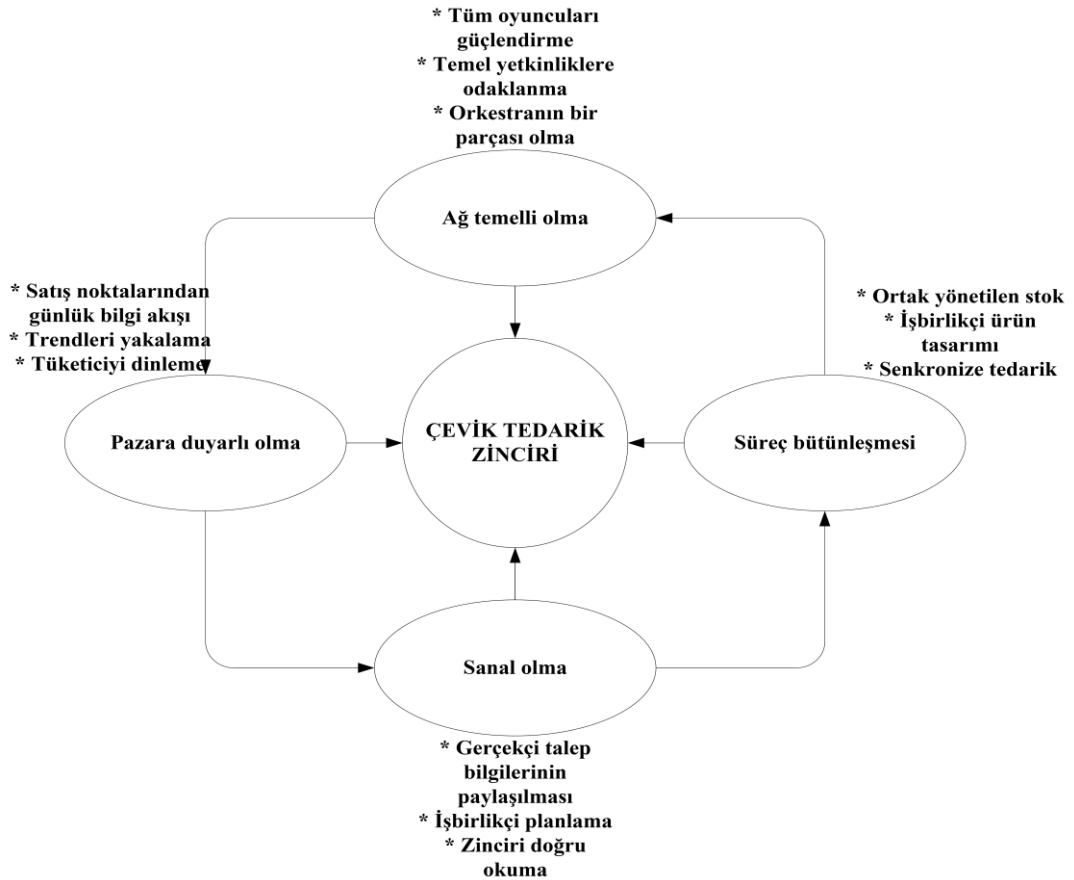 * Tüm oyuncuları
güçlendirme
* Temel yetkinliklere
odaklanma
* Orkestranın bir
parçası olma
Ağ temelli olma
* Satış noktalarından
günlük bilgi akışı
* Trendleri yakalama
* Tüketiciyi dinleme
* Ortak yönetilen stok
* İşbirlikçi ürün
tasarımı
* Senkronize tedarik
Pazara duyarlı olma
ÇEVİK TEDARİK
ZİNCİRİ
Süreç bütünleşmesi
Sanal olma
* Gerçekçi talep
bilgilerinin
paylaşılması
* İşbirlikçi planlama
* Zinciri doğru
okuma